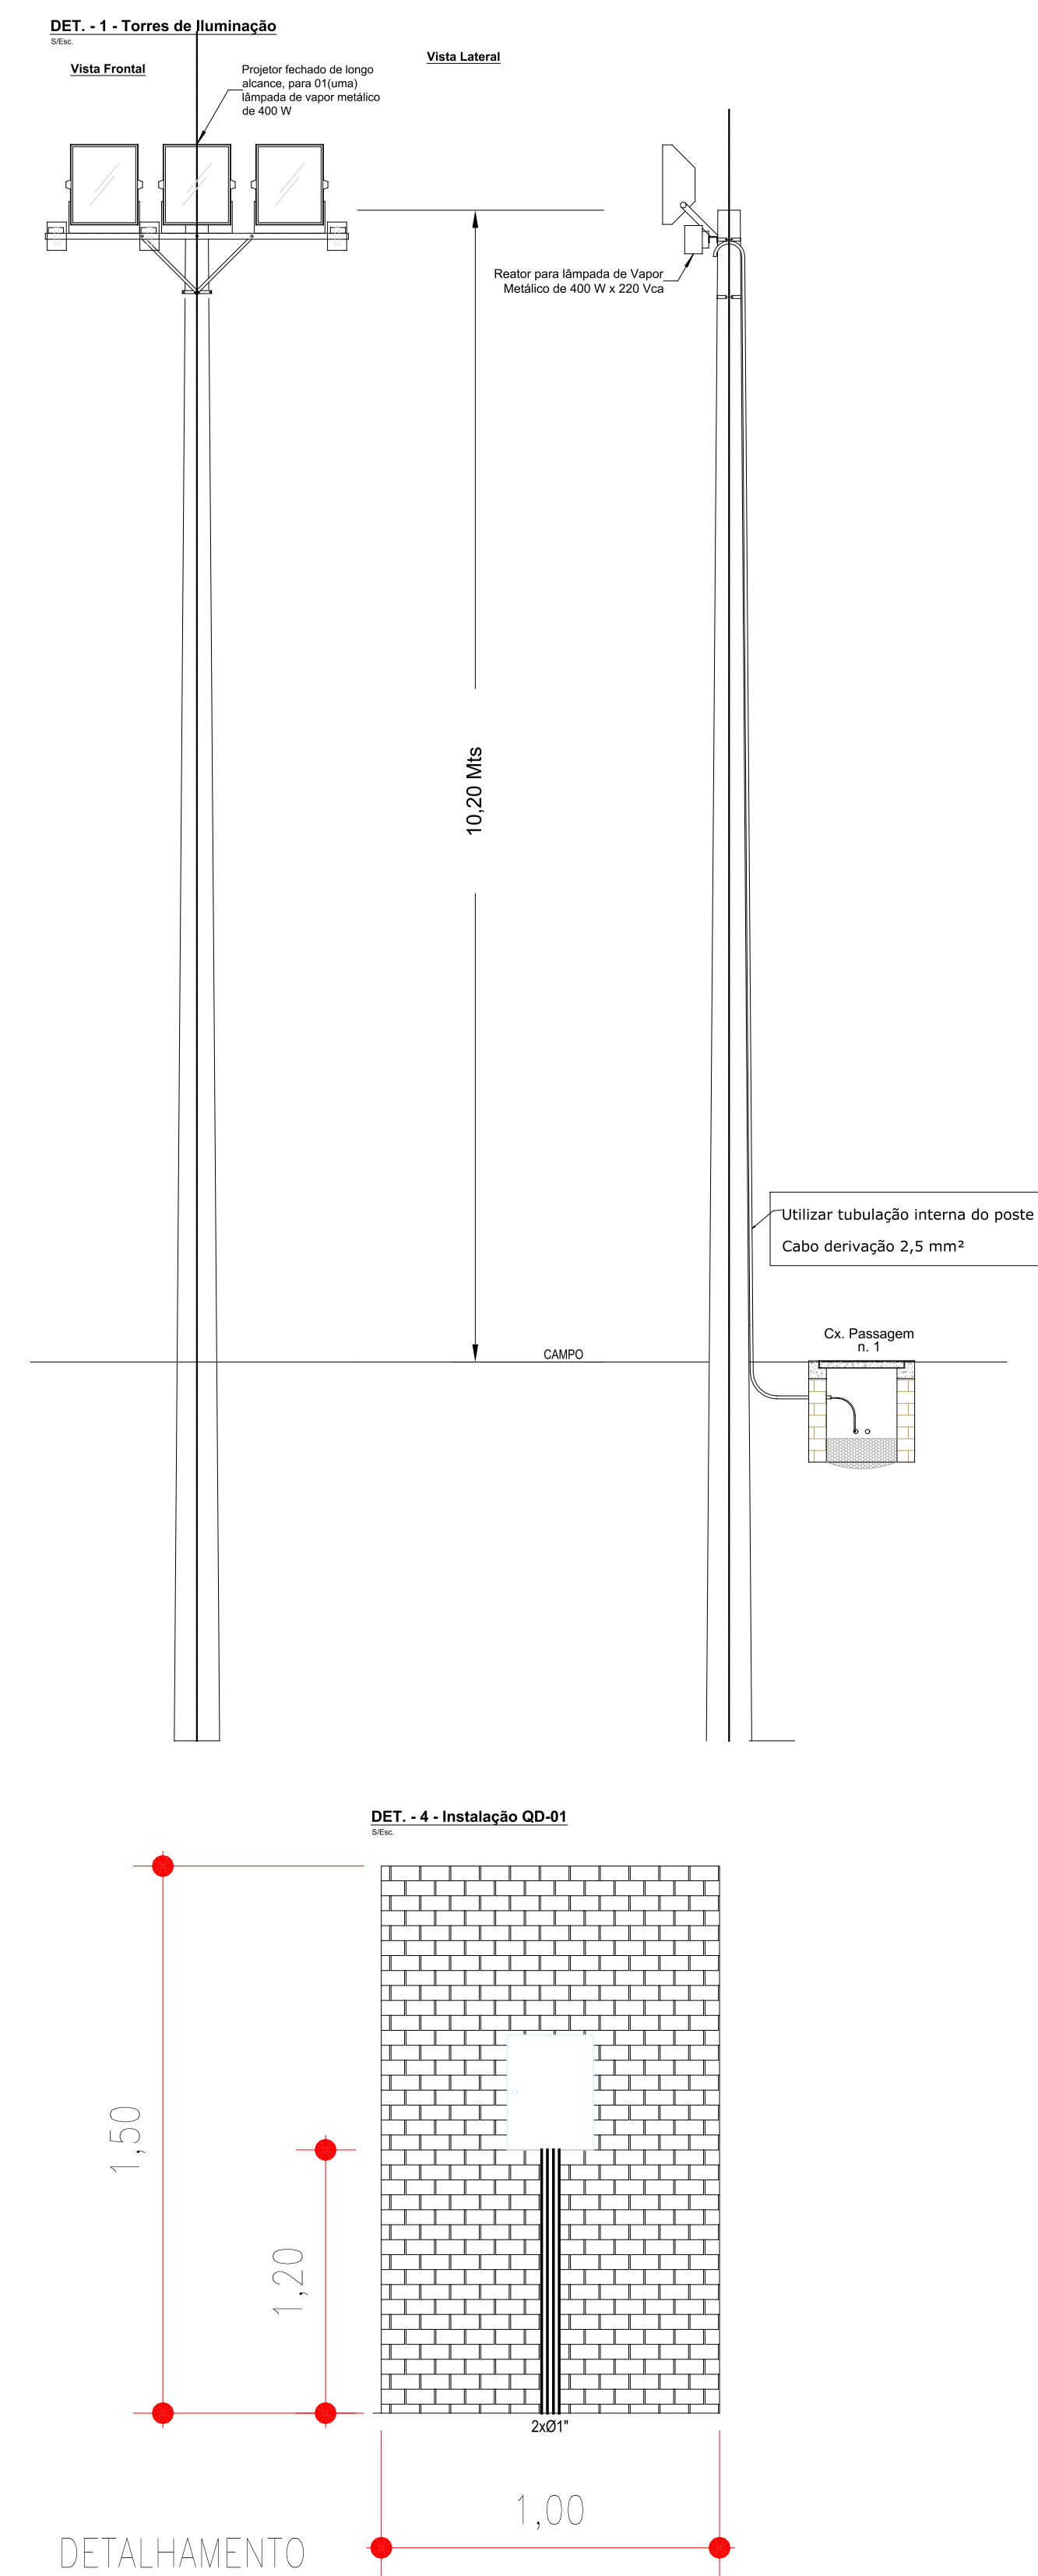 DET. - 1 - Torres de Iluminação
S/Esc.
Vista Frontal
Vista Lateral
Projetor fechado de longo
alcance, para 01(uma)
lâmpada de vapor metálico
de 400 W
Reator para lâmpada de Vapor
Metálico de 400 W x 220 Vca
10,20 Mts
Utilizar tubulação interna do poste
Cabo derivação 2,5 mm²
Cx. Passagem
n. 1
CAMPO
DET. - 4 - Instalação QD-01
S/Esc.
1,50
1,20
2xØ1"
1,00
DETALHAMENTO